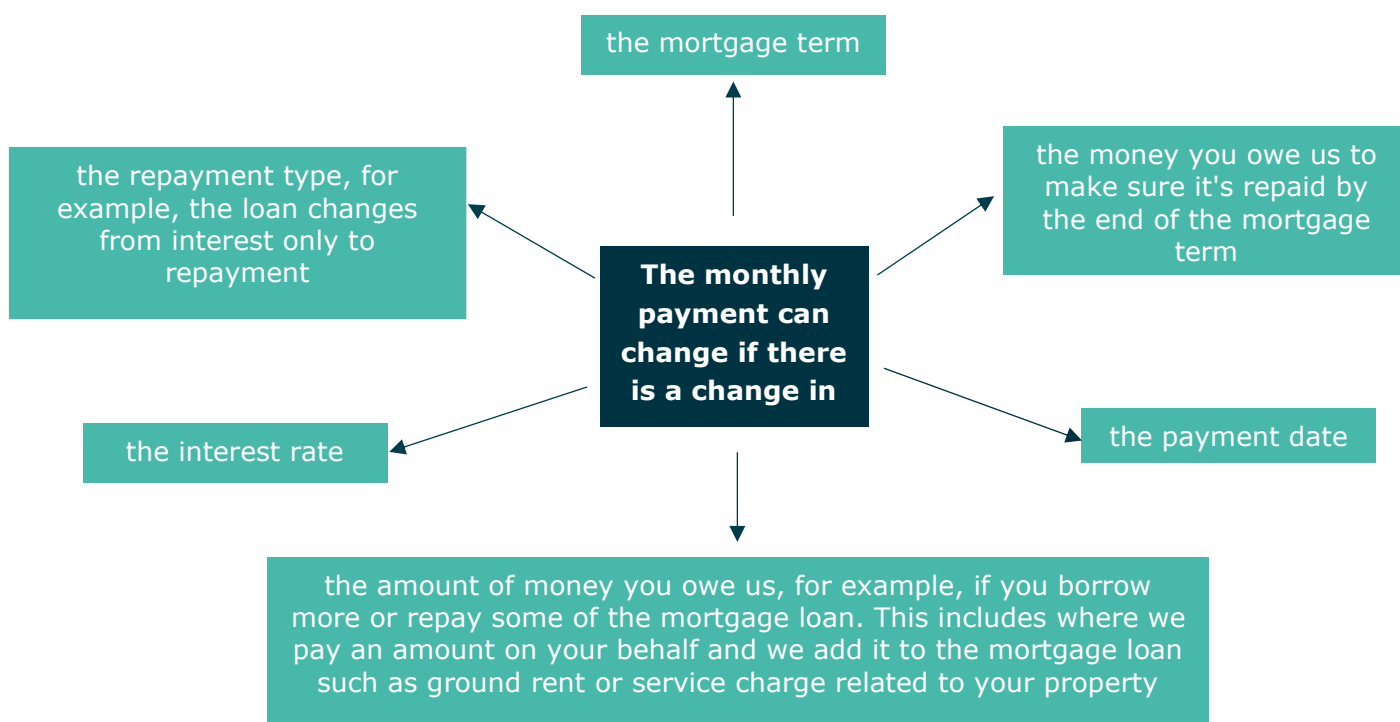 the mortgage term
the repayment type, for
example, the loan changes
from interest only to
repayment
the money you owe us to
make sure it's repaid by
the end of the mortgage
term
The monthly
payment can
change if there
is a change in
the interest rate
the payment date
the amount of money you owe us, for example, if you borrow
more or repay some of the mortgage loan. This includes where we
pay an amount on your behalf and we add it to the mortgage loan
such as ground rent or service charge related to your property